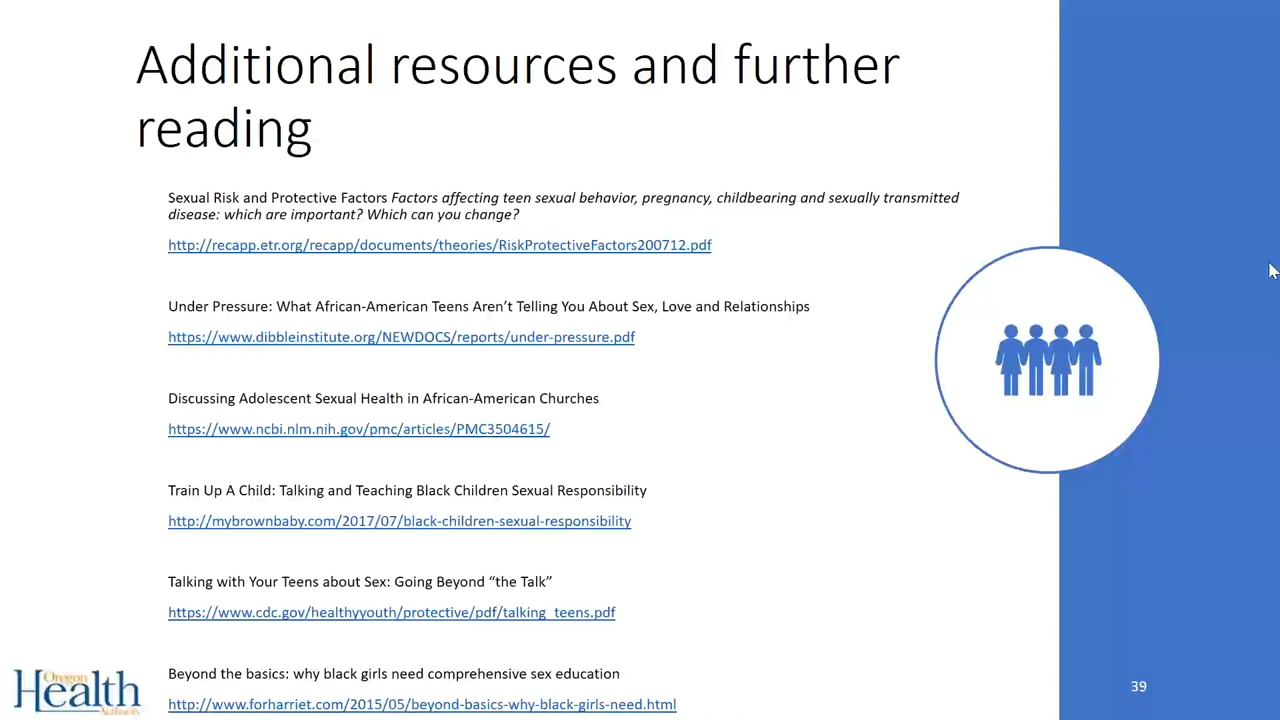 Additional resources and further
reading
Sexual Risk and Protective Factors Factors affecting teen sexual behavior, pregnancy, childbearing and sexually transmitted
disease: which are important? Which can you change?
http://recapp.etr.org/recapp/documents/theories/RiskProtectiveFactors200712.pdf
Under Pressure: What African-American Teens Aren’t Telling You About Sex, Love and Relationships
https://www.dibbleinstitute.org/NEWDOCS/reports/under-pressure.pdf
Discussing Adolescent Sexual Health in African-American Churches
https://www.ncbi.nlm.nih.gov/pmc/articles/PMC3504615/
Train Up A Child: Talking and Teaching Black Children Sexual Responsibility
http://mybrownbaby.com/2017/07/black-children-sexual-responsibility
Talking with Your Teens about Sex: Going Beyond “the Talk”
https://www.cdc.gov/healthyyouth/protective/pdf/talking_teens.pdf
Beyond the basics: why black girls need comprehensive sex education
http://www.forharriet.com/2015/05/beyond-basics-why-black-girls-need.html
Oregon
Health
Authority
39